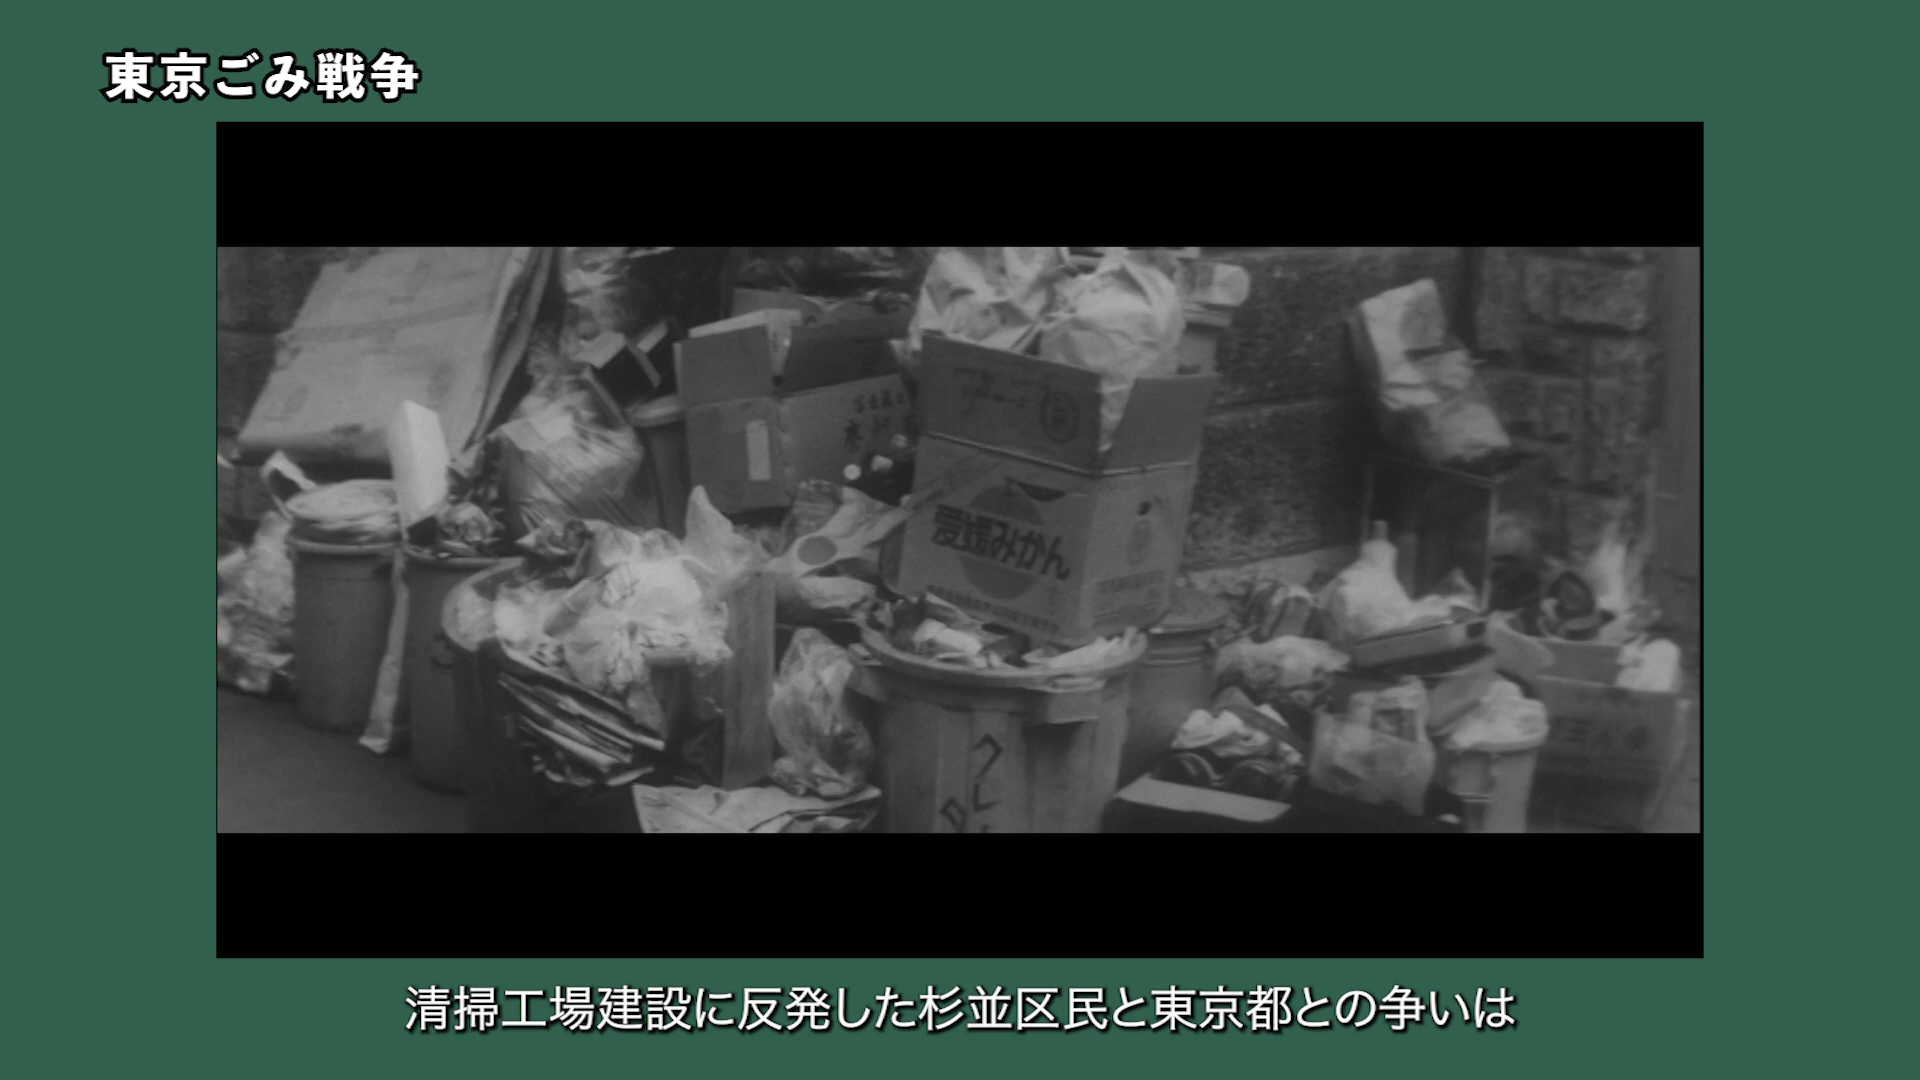 東京ごみ戦争
愛媛みかん
清掃工場建設に反発した杉並区民と東京都との争いは